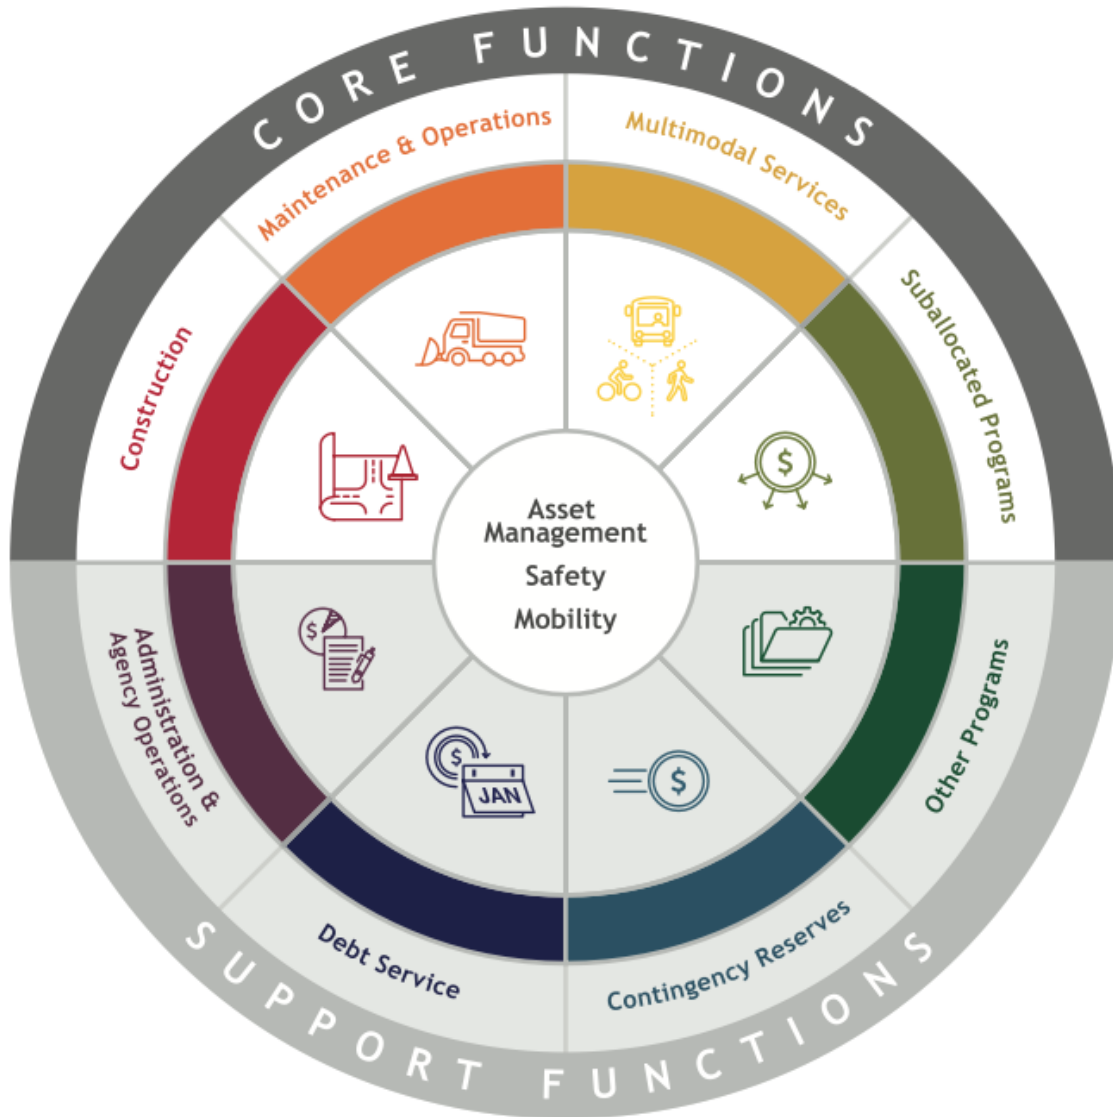 CORE FUNCTIONS
Maintenance & Operations
Multimodal Services
Construction
Suballocated Programs
$
Asset
Management
Safety
Mobility
$
Administration &
Agency Operations
Other Programs
$
JAN
$
Debt Service
Contingency Reserves
SUPPORT FUNCTIONS